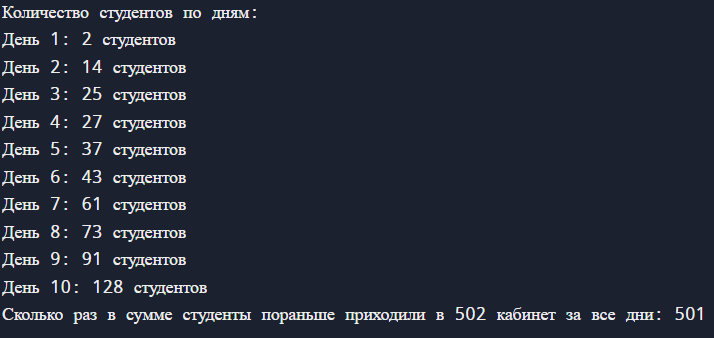 Количество студентов по дням:
День 1: 2 студентов
День 2: 14 студентов
День 3: 25 студентов
День 4: 27 студентов
День 5: 37 студентов
День 6: 43 студентов
День 7: 61 студентов
День 8: 73 студентов
День 9: 91 студентов
День 10: 128 студентов
Сколько раз в сумме студенты пораньше приходили в 502 кабинет за все дни: 501